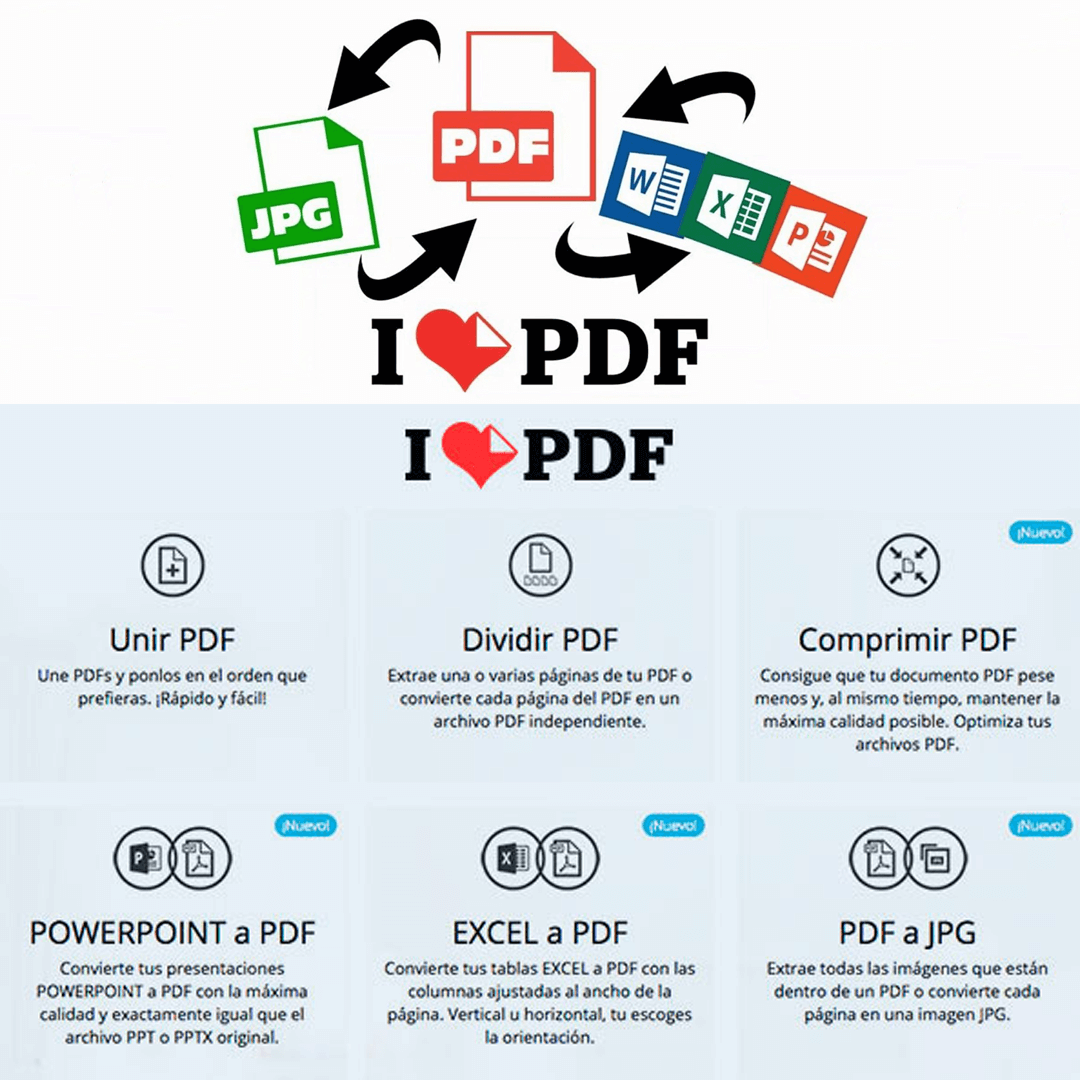 PDF
JPG
W
X
P
I PDF
I PDF
¡Nuevo!
Unir PDF
Dividir PDF
Comprimir PDF
Une PDFs y ponlos en el orden que
prefieras. ¡Rápido y fácil!
Extrae una o varias páginas de tu PDF o
convierte cada página del PDF en un
archivo PDF independiente.
Consigue que tu documento PDF pese
menos y, al mismo tiempo, mantener la
máxima calidad posible. Optimiza tus
archivos PDF.
¡Nuevo!
¡Nuevo!
¡Nuevo!
P
X
POWERPOINT a PDF
EXCEL a PDF
PDF a JPG
Convierte tus presentaciones
POWERPOINT a PDF con la máxima
calidad y exactamente igual que el
archivo PPT o PPTX original.
Convierte tus tablas EXCEL a PDF con las
columnas ajustadas al ancho de la
página. Vertical u horizontal, tu escoges
la orientación.
Extrae todas las imágenes que están
dentro de un PDF o convierte cada
página en una imagen JPG.